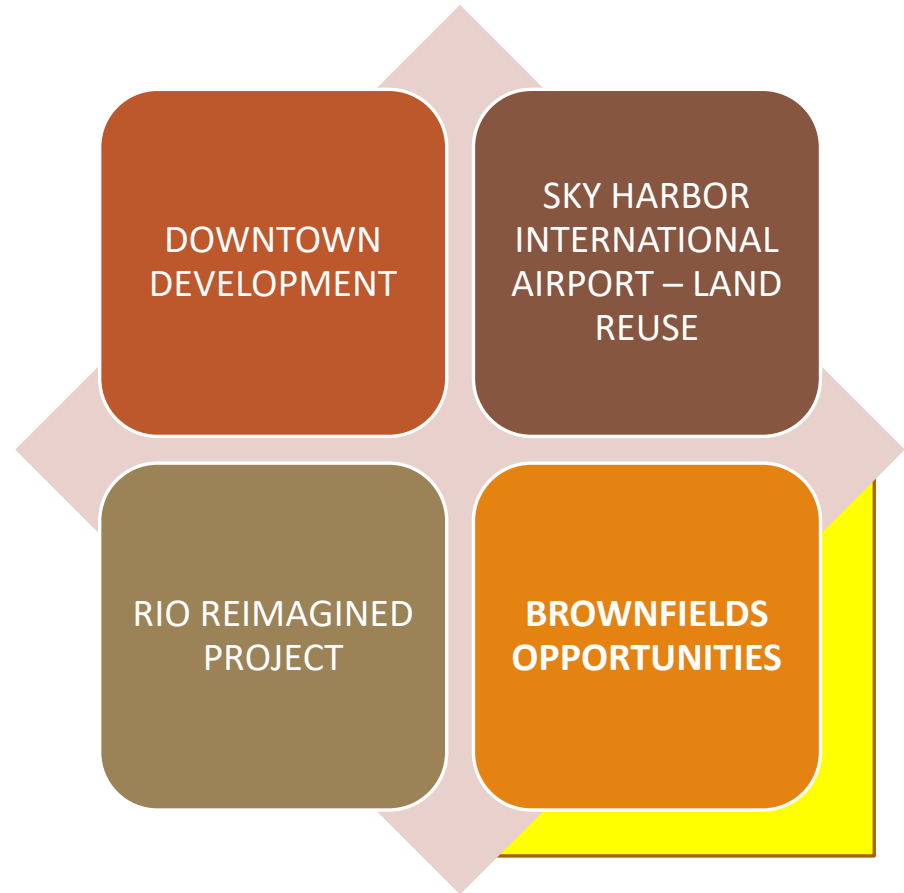 DOWNTOWN
DEVELOPMENT
SKY HARBOR
INTERNATIONAL
AIRPORT – LAND
REUSE
RIO REIMAGINED
PROJECT
BROWNFIELDS
OPPORTUNITIES